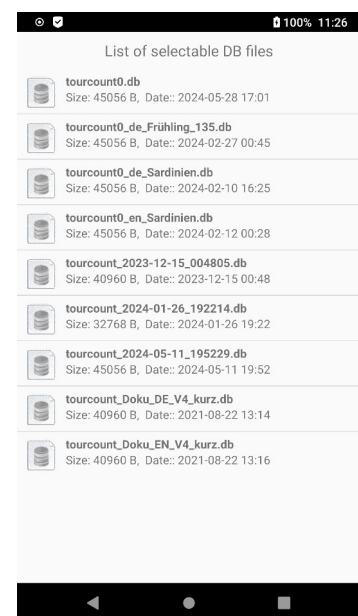 100% 11:26
List of selectable DB files
tourcount0.db
Size: 45056 B, Date:: 2024-05-28 17:01
tourcount0_de_Frühling_135.db
Size: 45056 B, Date:: 2024-02-27 00:45
tourcount0_de_Sardinien.db
Size: 45056 B, Date:: 2024-02-10 16:25
tourcount0_en_Sardinien.db
Size: 45056 B, Date:: 2024-02-12 00:28
tourcount_2023-12-15_004805.db
Size: 40960 B, Date:: 2023-12-15 00:48
tourcount_2024-01-26_192214.db
Size: 32768 B, Date:: 2024-01-26 19:22
tourcount_2024-05-11_195229.db
Size: 45056 B, Date:: 2024-05-11 19:52
tourcount_Doku_DE_V4_kurz.db
Size: 40960 B, Date:: 2021-08-22 13:14
tourcount_Doku_EN_V4_kurz.db
Size: 40960 B, Date:: 2021-08-22 13:16